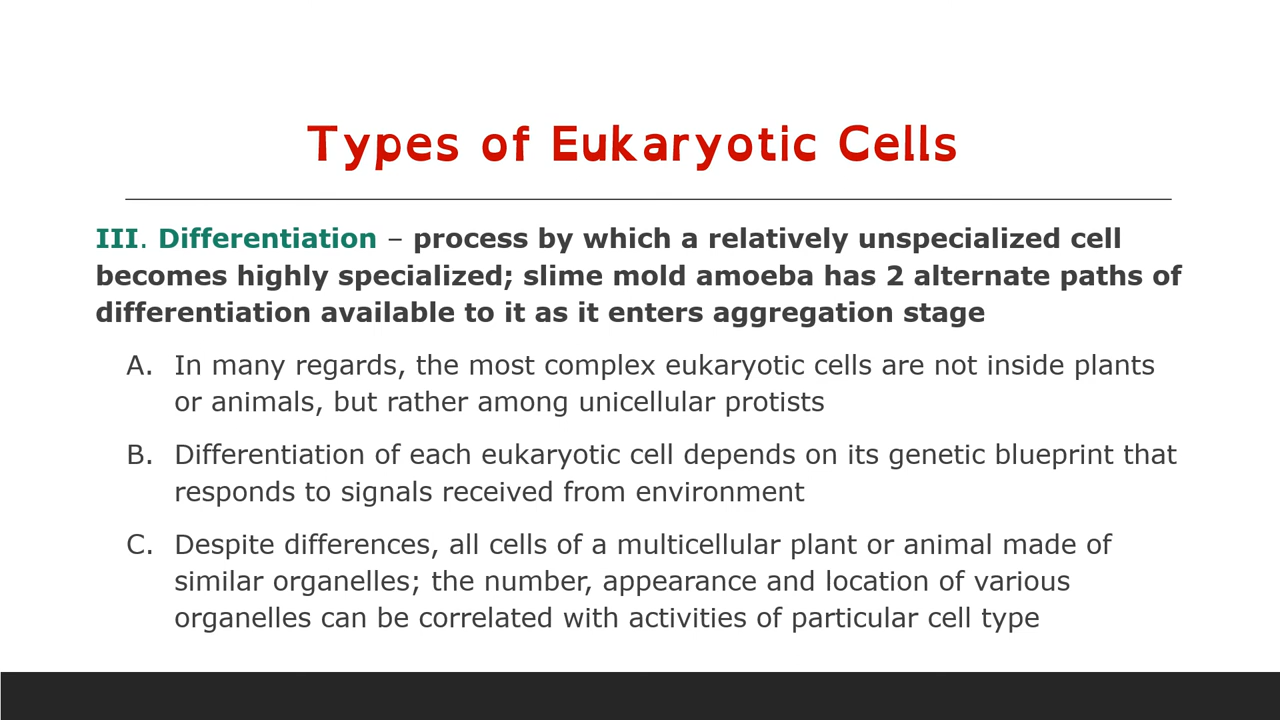 Types of Eukaryotic Cells
III. Differentiation – process by which a relatively unspecialized cell
becomes highly specialized; slime mold amoeba has 2 alternate paths of
differentiation available to it as it enters aggregation stage
A. In many regards, the most complex eukaryotic cells are not inside plants
or animals, but rather among unicellular protists
B. Differentiation of each eukaryotic cell depends on its genetic blueprint that
responds to signals received from environment
C. Despite differences, all cells of a multicellular plant or animal made of
similar organelles; the number, appearance and location of various
organelles can be correlated with activities of particular cell type